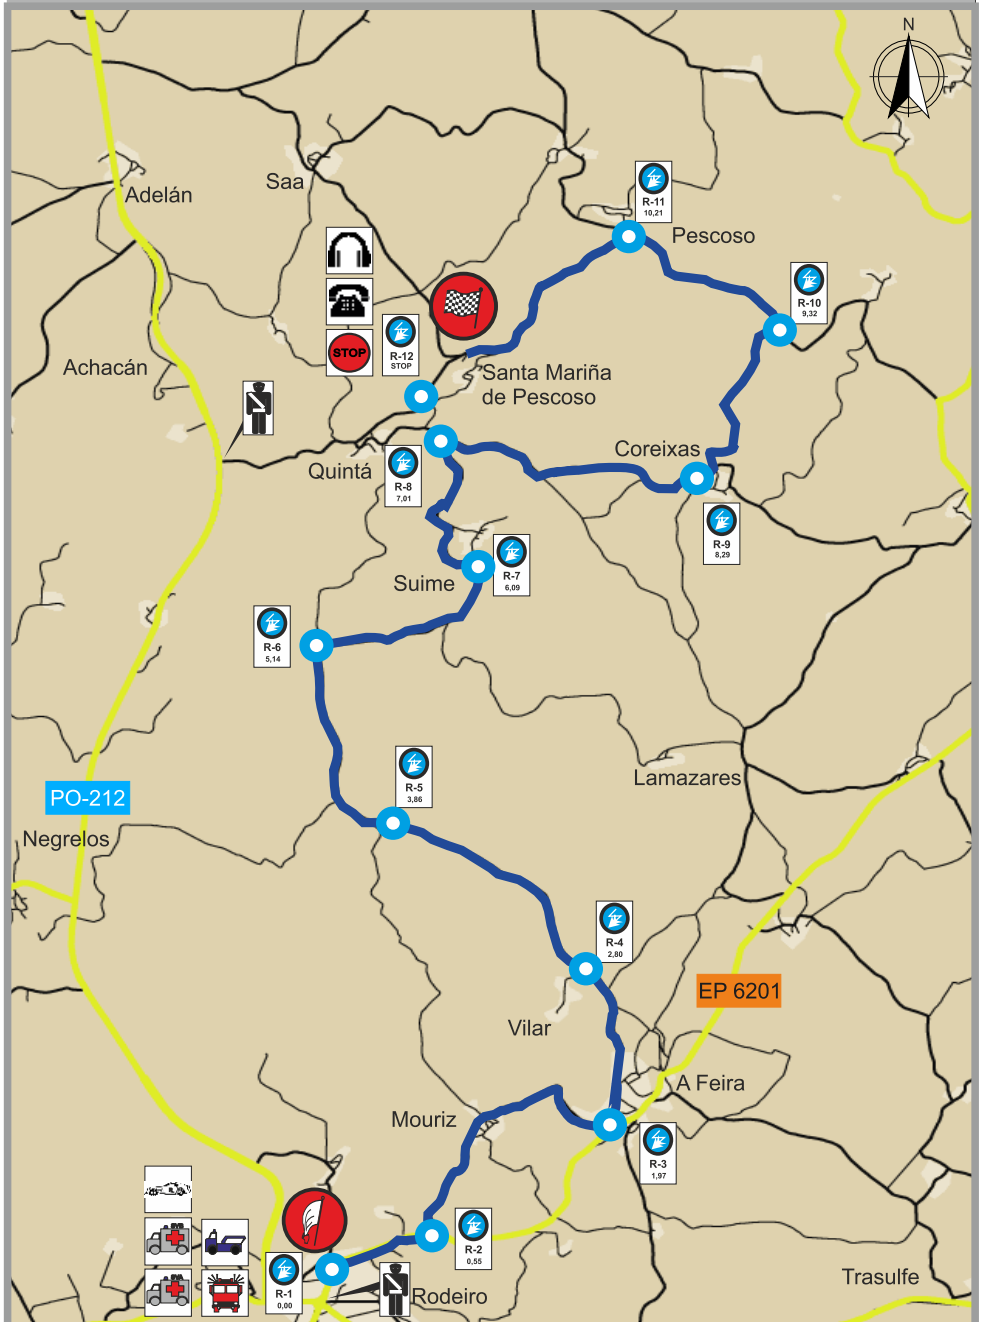 N
R-11
10,21
Adelán
Saa
Pescoso
R-10
9,32
STOP
R-12
STOP
Achacán
Santa Mariña
de Pescoso
Coreixas
Quintá
R-8
7,01
R-9
8,29
Suime
R-7
6,09
R-6
5,14
Lamazares
PO-212
R-5
3,86
Negrelos
R-4
2,80
EP 6201
Vilar
A Feira
Mouriz
R-3
1,97
R-2
0,55
R-1
0,00
Rodeiro
Trasulfe